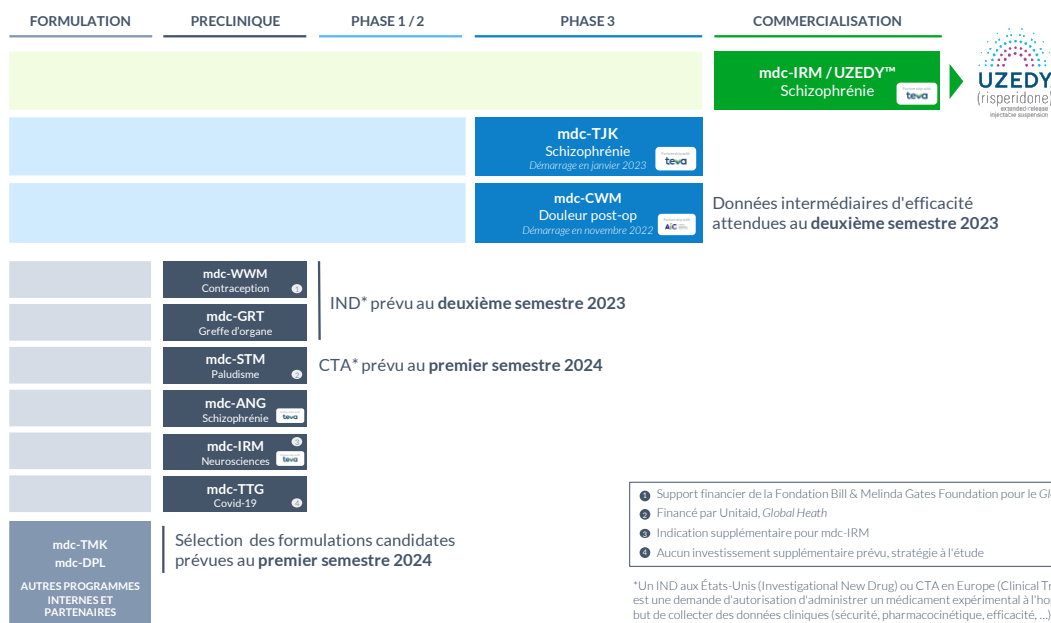 FORMULATION
PRECLINIQUE
PHASE 1 / 2
PHASE 3
COMMERCIALISATION
mdc-IRM / UZEDY™
Schizophrénie
Partnership with
teva
UZEDY
(risperidone)
extended-release
injectable suspension
mdc-TJK
Schizophrénie
Démarrage en janvier 2023
Partnership with
teva
mdc-CWM
Douleur post-op
Démarrage en novembre 2022
Partnership with
AIC
Données intermédiaires d'efficacité
attendues au deuxième semestre 2023
mdc-WWM
Contraception
1
mdc-GRT
Greffe d'organe
IND* prévu au deuxième semestre 2023
mdc-STM
Paludisme
2
CTA* prévu au premier semestre 2024
mdc-ANG
Schizophrénie
teva
mdc-IRM
3
Neurosciences
teva
mdc-TTG
Covid-19
4
mdc-TMK
mdc-DPL
AUTRES PROGRAMMES
INTERNES ET
PARTENAIRES
Sélection des formulations candidates
prévues au premier semestre 2024
1 Support financier de la Fondation Bill & Melinda Gates Foundation pour le
2 Financé par Unitaid, Global Heath
3 Indication supplémentaire pour mdc-IRM
4 Aucun investissement supplémentaire prévu, stratégie à l'étude
*Un IND aux États-Unis (Investigational New Drug) ou CTA en Europe (Clinical
est une demande d'autorisation d'administrer un médicament expérimental à
but de collecter des données cliniques (sécurité, pharmacocinétique, efficacité, ...)